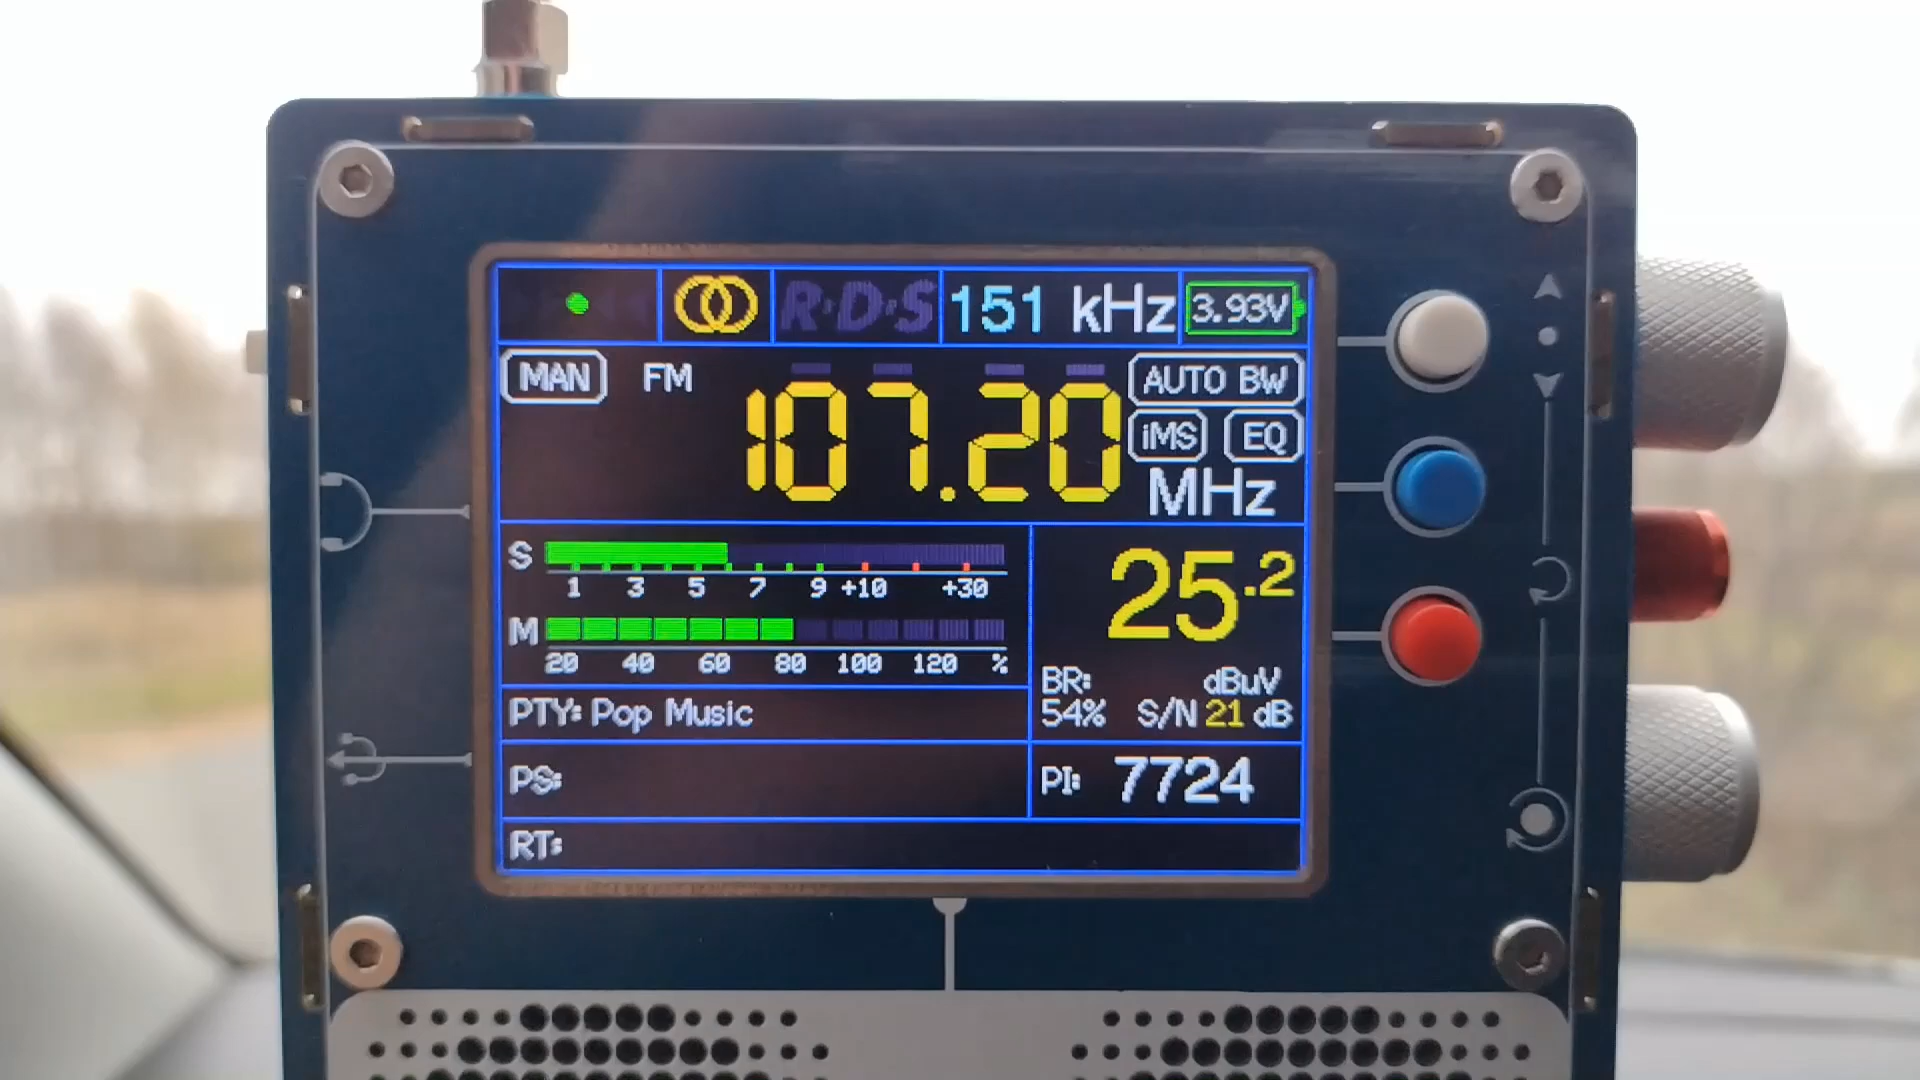 R·D·S 151 kHz 3.93V
MAN FM 107.20 AUTO BW
iMS EQ
MHz
S
1 3 5 7 9 +10 +30
25.2
M
20 40 60 80 100 120 %
BR: dBuV
54% S/N 21 dB
PTY: Pop Music
PS:
PI: 7724
RT: